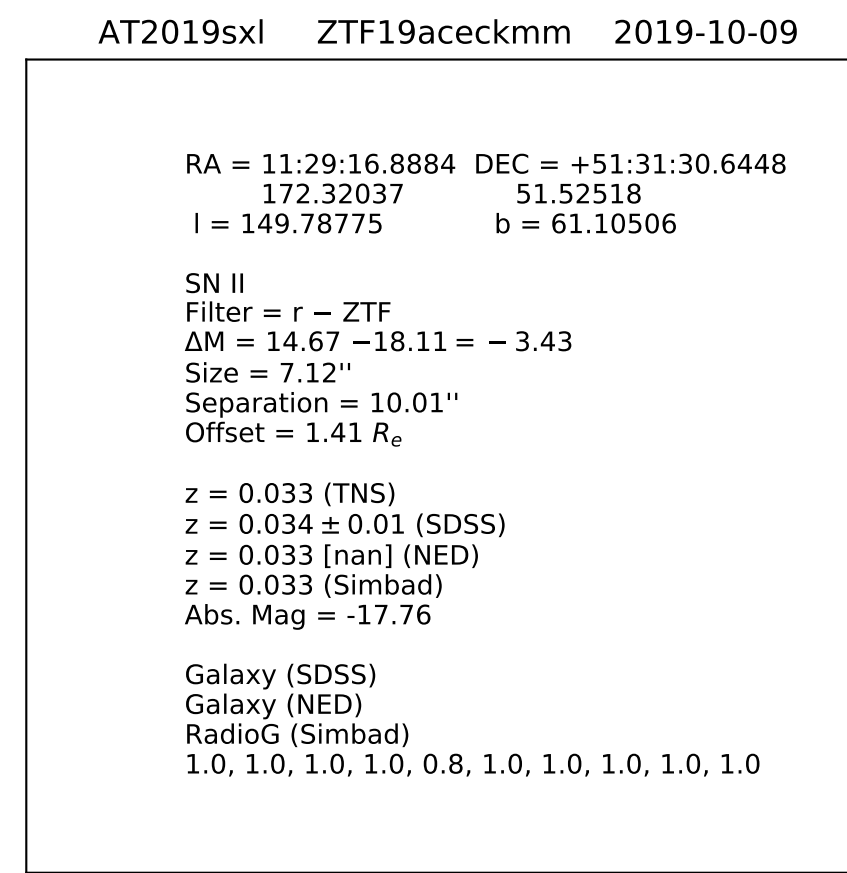 AT2019sxl ZTF19aceckmm 2019-10-09
RA = 11:29:16.8884 DEC = +51:31:30.6448
172.32037 51.52518
l = 149.78775 b = 61.10506
SN II
Filter = r − ZTF
ΔM = 14.67 −18.11 = − 3.43
Size = 7.12''
Separation = 10.01''
Offset = 1.41 Rₑ
z = 0.033 (TNS)
z = 0.034 ± 0.01 (SDSS)
z = 0.033 [nan] (NED)
z = 0.033 (Simbad)
Abs. Mag = -17.76
Galaxy (SDSS)
Galaxy (NED)
RadioG (Simbad)
1.0, 1.0, 1.0, 1.0, 0.8, 1.0, 1.0, 1.0, 1.0, 1.0